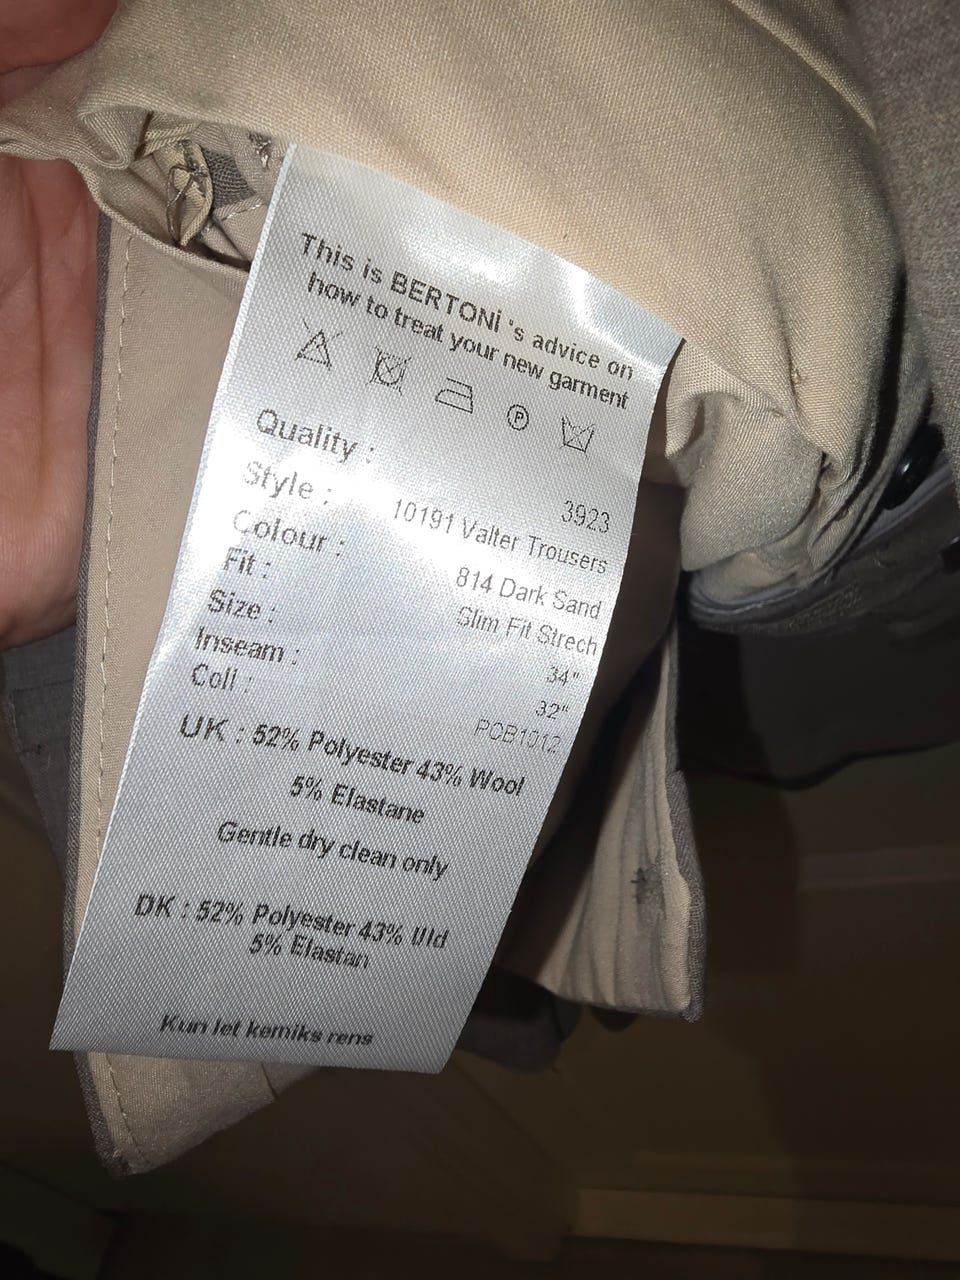 This is BERTONİ 's advice on
how to treat your new garment
P
Quality : 3923
Style : 10191 Valter Trousers
Colour : 814 Dark Sand
Fit : Slim Fit Strech
Size : 34"
Inseam : 32"
Coll : POB1012
UK : 52% Polyester 43% Wool
5% Elastane
Gentle dry clean only
DK : 52% Polyester 43% Uld
5% Elastan
Kun let kemiks rens